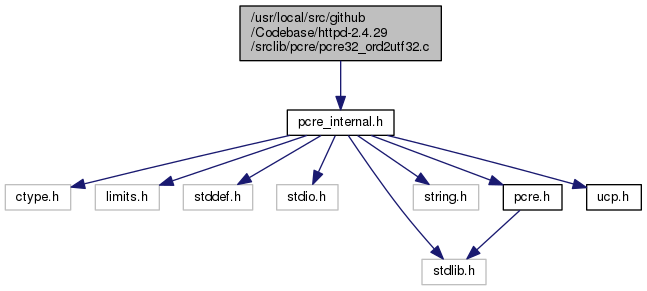 /usr/local/src/github
/Codebase/httpd-2.4.29
/srclib/pcre/pcre32_ord2utf32.c
pcre_internal.h
ctype.h
limits.h
stddef.h
stdio.h
string.h
pcre.h
ucp.h
stdlib.h